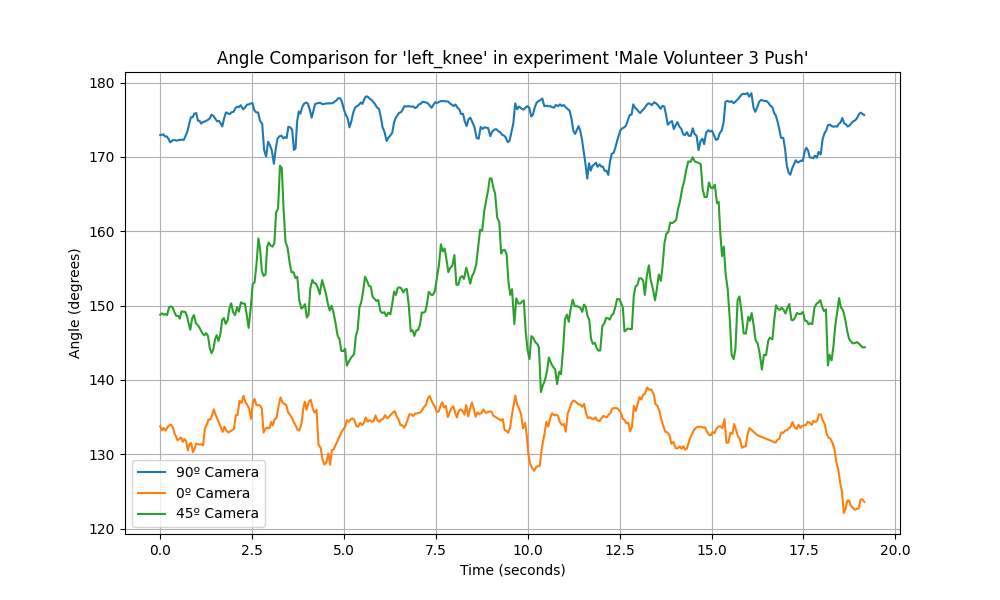 Angle Comparison for 'left_knee' in experiment 'Male Volunteer 3 Push'
180
170
160
150
140
130
120
Angle (degrees)
90º Camera
0º Camera
45º Camera
0.0 2.5 5.0 7.5 10.0 12.5 15.0 17.5 20.0
Time (seconds)